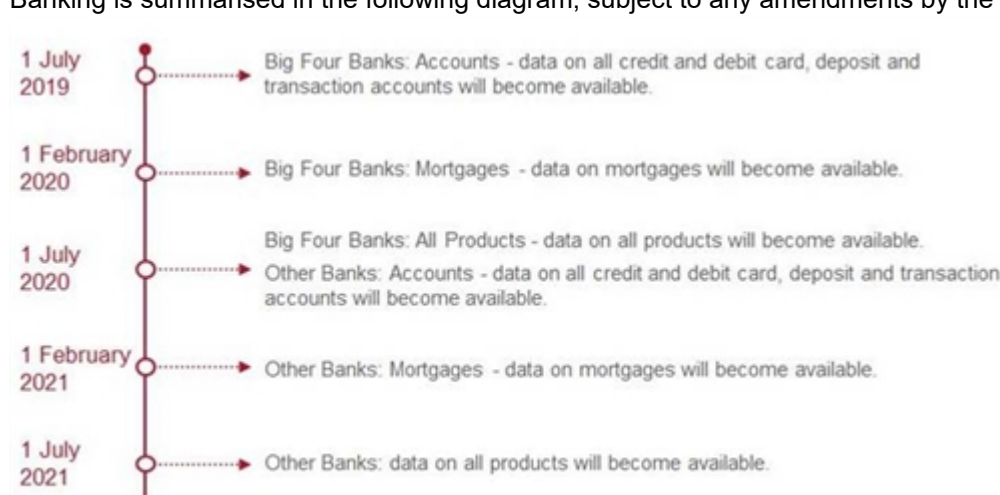 Banking is summarised in the following diagram, subject to any amendments by the
1 July
2019
Big Four Banks: Accounts - data on all credit and debit card, deposit and
transaction accounts will become available.
1 February
2020
Big Four Banks: Mortgages - data on mortgages will become available.
1 July
2020
Big Four Banks: All Products - data on all products will become available.
Other Banks: Accounts - data on all credit and debit card, deposit and transaction
accounts will become available.
1 February
2021
Other Banks: Mortgages - data on mortgages will become available.
1 July
2021
Other Banks: data on all products will become available.